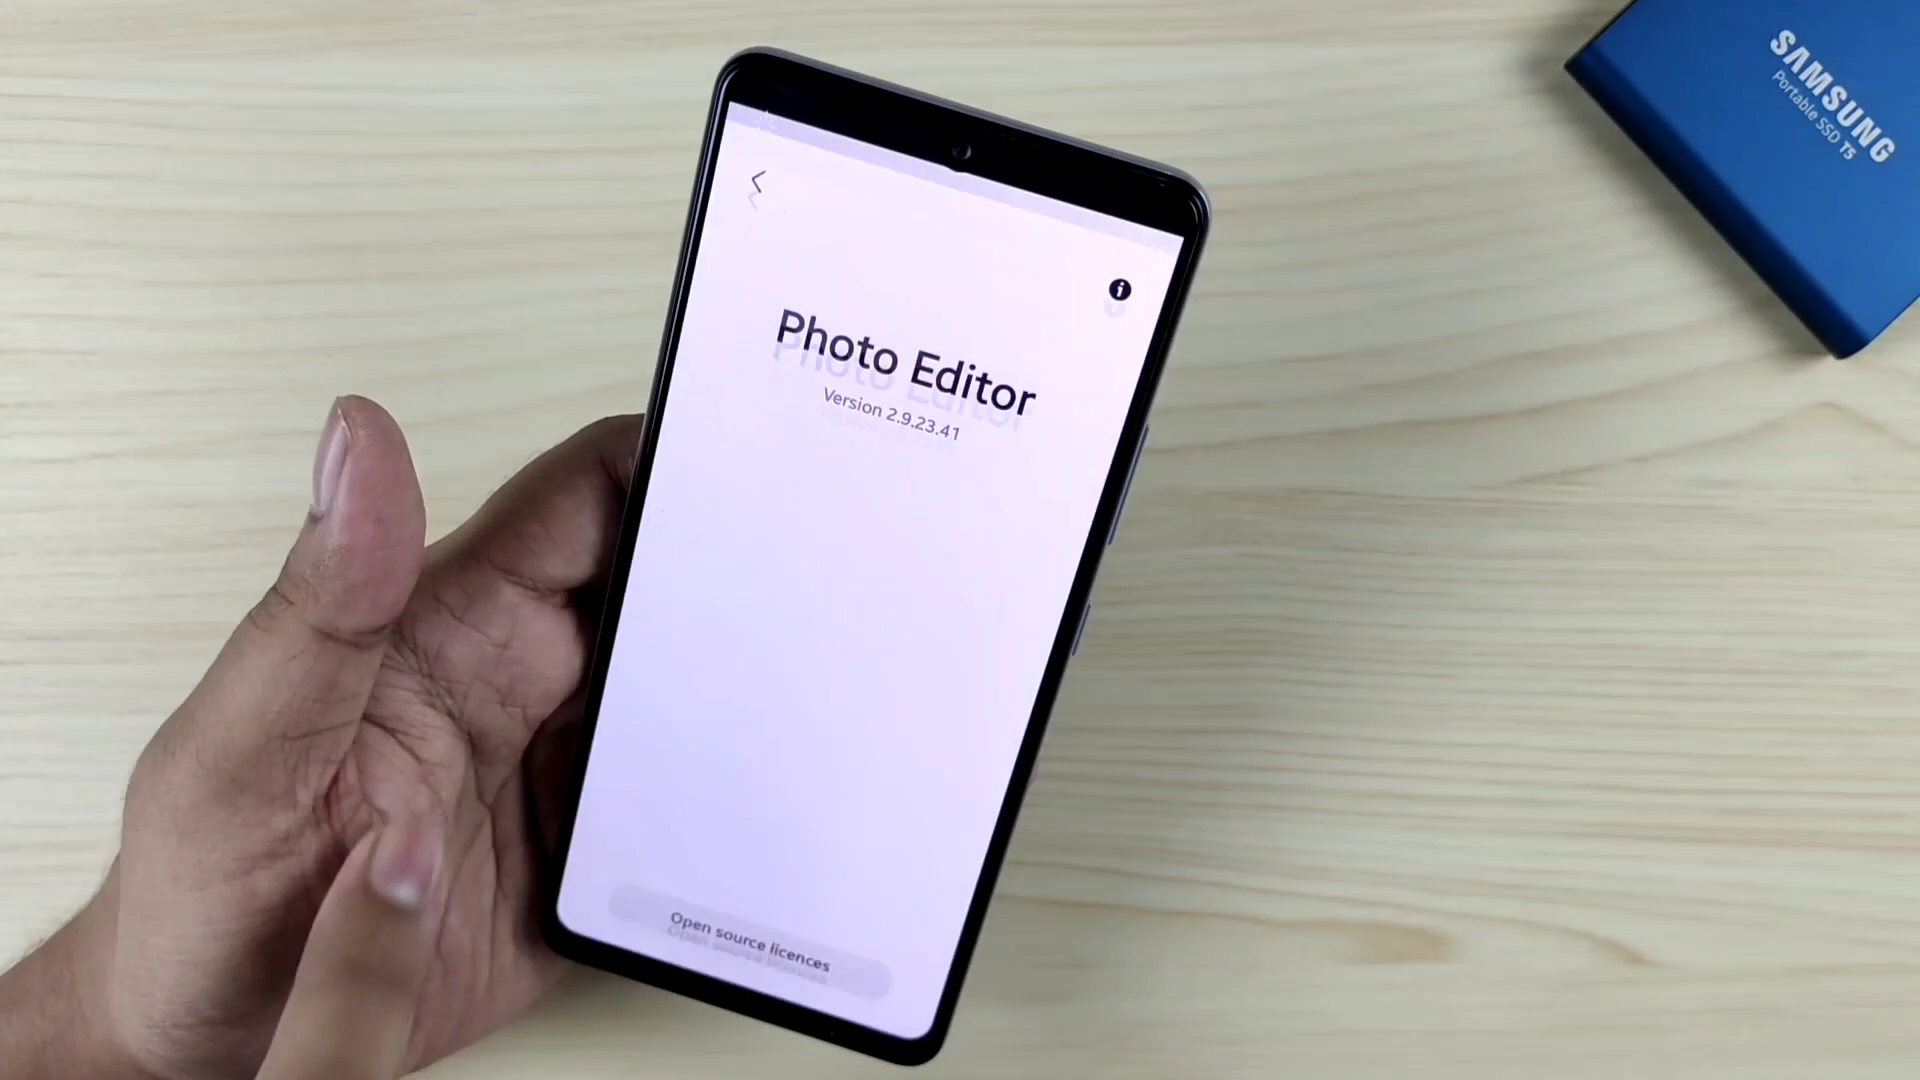 Photo Editor
Version 2.9.23.41
Open source licences
SAMSUNG
Portable SSD T5